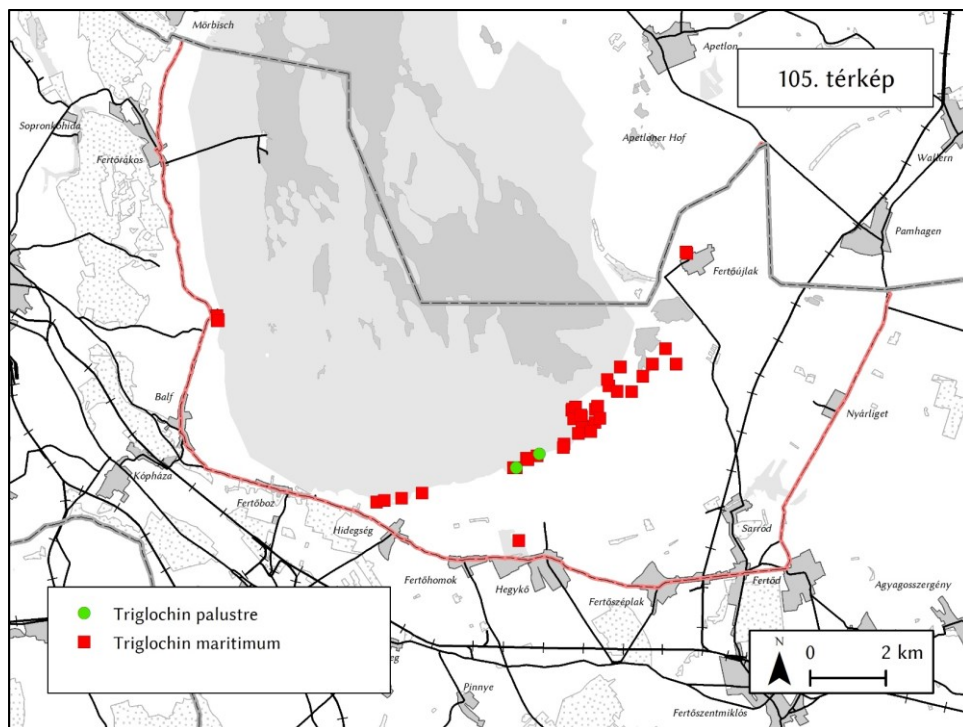 Mörbisch
Apetlon
105. térkép
Sopronkőhida
Apetloner Hof
Fertőrákos
Wallern
Pamhagen
Fertőújlak
Balf
Nyárliget
Kópháza
Fertőboz
Hidegség
Sarród
Fertőhomok
Hegykő
Fertőszéplak
Fertőd
Agyagosszergény
Triglochin palustre
Triglochin maritimum
N
0 2 km
Pinnye
Fertőszentmiklós